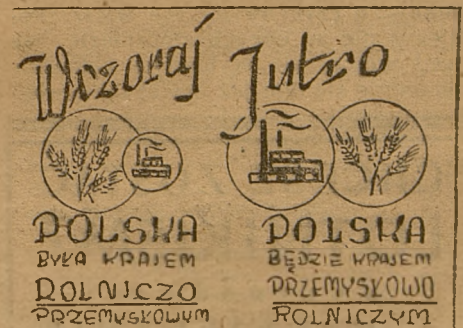 Wczoraj
POLSKA
BYŁA KRAJEM
ROLNICZO
PRZEMYSŁOWYM
Jutro
POLSKA
BĘDZIE KRAJEM
PRZEMYSŁOWO
ROLNICZYM